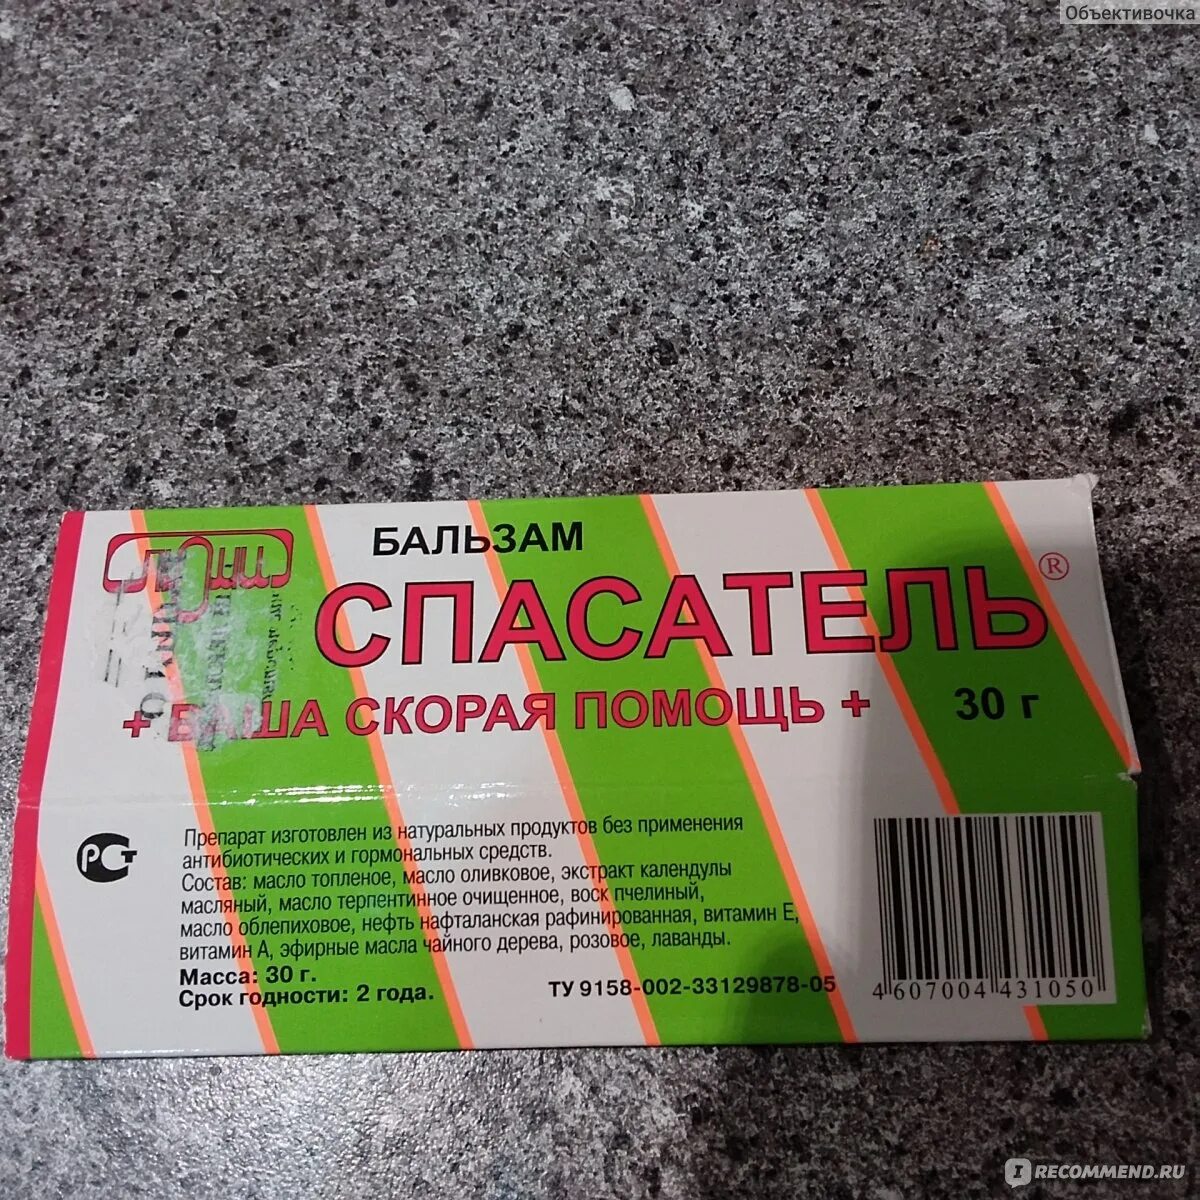 Объективочка
БАЛЬЗАМ
СПАСАТЕЛЬ®
+ ВАША СКОРАЯ ПОМОЩЬ +
30 г
РСТ
Препарат изготовлен из натуральных продуктов без применения
антибиотических и гормональных средств.
Состав: масло топленое, масло оливковое, экстракт календулы
масляный, масло терпентинное очищенное, воск пчелиный,
масло облепиховое, нефть нафталанская рафинированная, витамин Е,
витамин А, эфирные масла чайного дерева, розовое, лаванды.
Масса: 30 г.
Срок годности: 2 года.
ТУ 9158-002-33129878-05
4 607004 431050
IRECOMMEND.RU